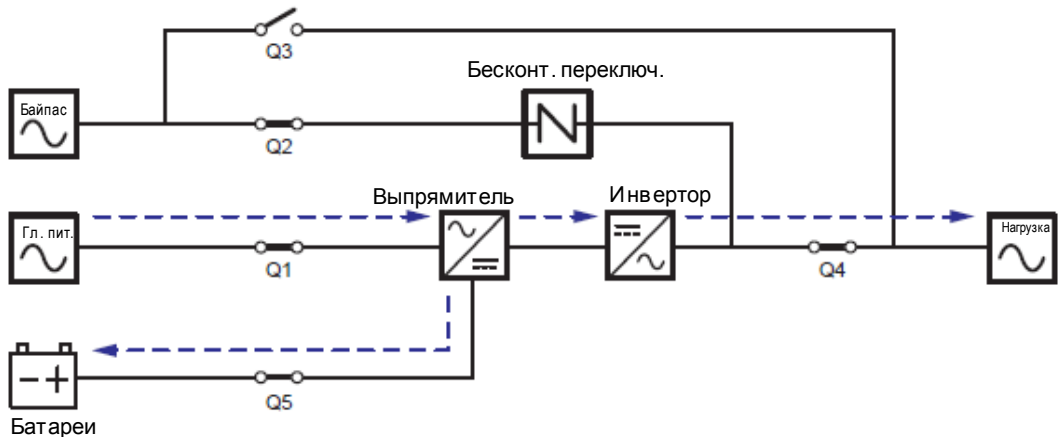 Q3
Бесконт. переключ.
Байпас
Q2
Выпрямитель
Инвертор
Гл. пит.
Q1
Q4
Нагрузка
Q5
Батареи